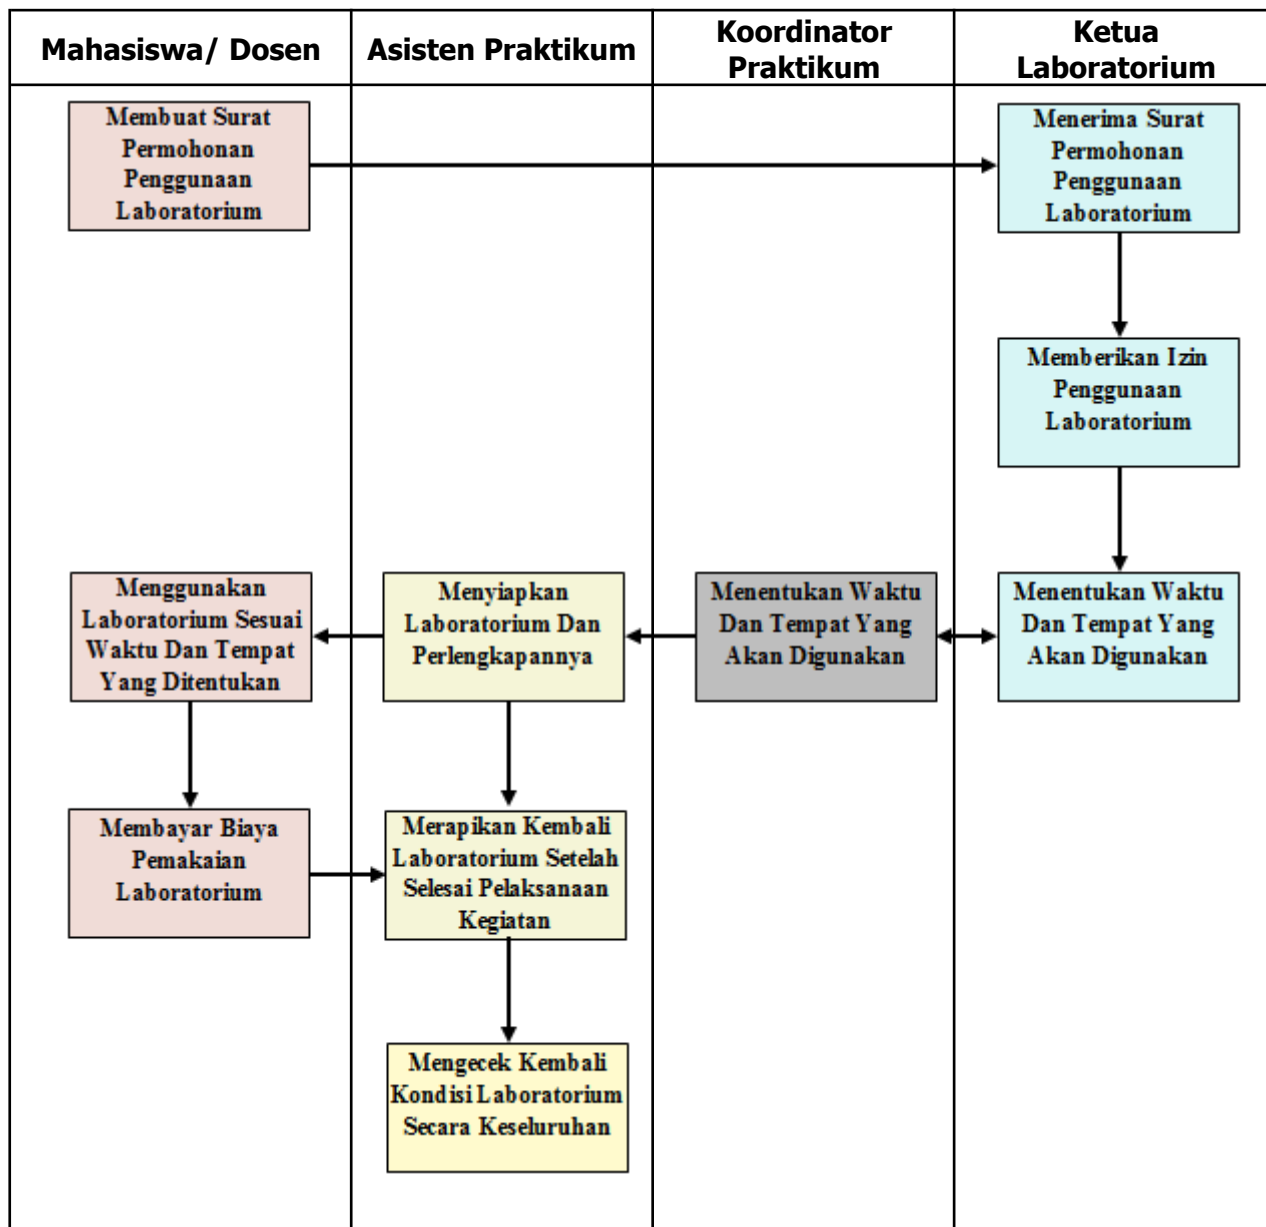 Mahasiswa/ Dosen
Asisten Praktikum
Koordinator
Praktikum
Ketua
Laboratorium
Membuat Surat
Permohonan
Penggunaan
Laboratorium
Menerima Surat
Permohonan
Penggunaan
Laboratorium
Memberikan Izin
Penggunaan
Laboratorium
Menggunakan
Laboratorium Sesuai
Waktu Dan Tempat
Yang Ditentukan
Menyiapkan
Laboratorium Dan
Perlengkapannya
Menentukan Waktu
Dan Tempat Yang
Akan Digunakan
Menentukan Waktu
Dan Tempat Yang
Akan Digunakan
Membayar Biaya
Pemakaian
Laboratorium
Merapikan Kembali
Laboratorium Setelah
Selesai Pelaksanaan
Kegiatan
Mengecek Kembali
Kondisi Laboratorium
Secara Keseluruhan